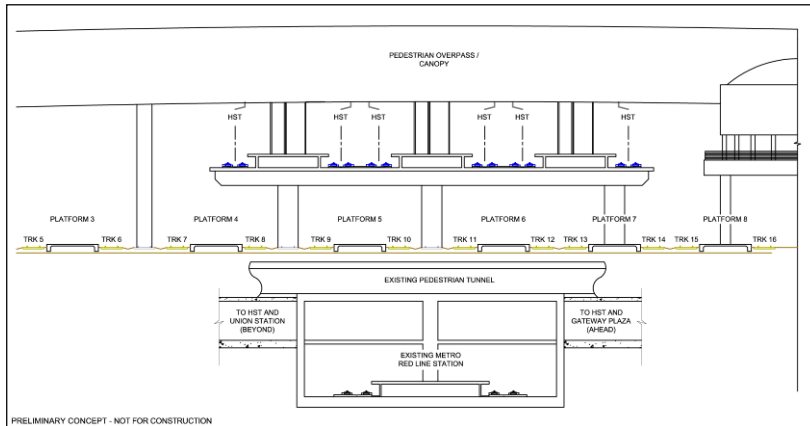 PEDESTRIAN OVERPASS /
CANOPY
HST HST HST HST HST HST
PLATFORM 3 PLATFORM 4 PLATFORM 5 PLATFORM 6 PLATFORM 7 PLATFORM 8
TRK 5 TRK 6 TRK 7 TRK 8 TRK 9 TRK 10 TRK 11 TRK 12 TRK 13 TRK 14 TRK 15 TRK 16
EXISTING PEDESTRIAN TUNNEL
TO HST AND
UNION STATION
(BEYOND)
TO HST AND
GATEWAY PLAZA
(AHEAD)
EXISTING METRO
RED LINE STATION
PRELIMINARY CONCEPT - NOT FOR CONSTRUCTION